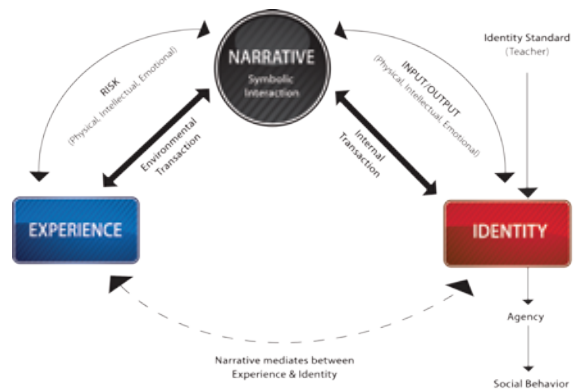 NARRATIVE
Symbolic
Interaction
RISK
(Physical, Intellectual, Emotional)
Environmental
Transaction
INPUT/OUTPUT
(Physical, Intellectual, Emotional)
Internal
Transaction
Identity Standard
(Teacher)
EXPERIENCE
IDENTITY
Agency
Narrative mediates between
Experience & Identity
Social Behavior